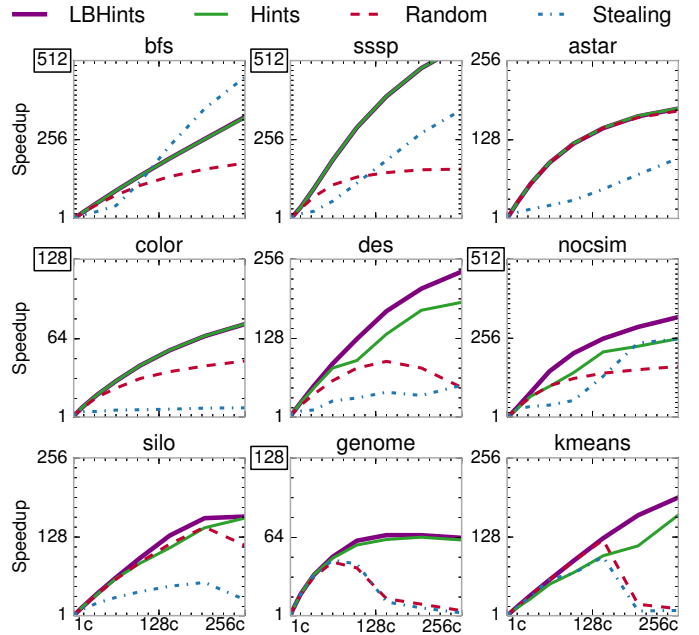 LBHints Hints Random Stealing
bfs sssp astar
512 512 256
256 256 128
Speedup
1 1 1
color des nocsim
128 256 512
64 128 256
Speedup
1 1 1
silo genome kmeans
256 128 256
128 64 128
Speedup
1 1 1
1c 128c 256c 1c 128c 256c 1c 128c 256c